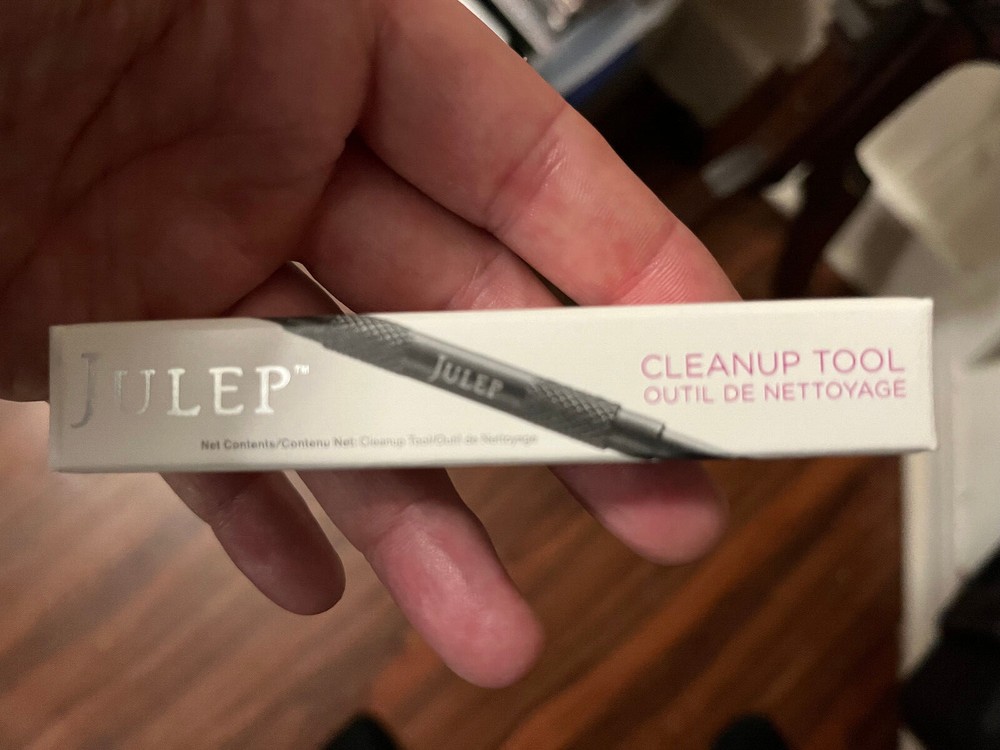 JULEP™
JULEP
CLEANUP TOOL
OUTIL DE NETTOYAGE
Net Contents/Contenu Net: Cleanup Tool/Outil de Nettoyage